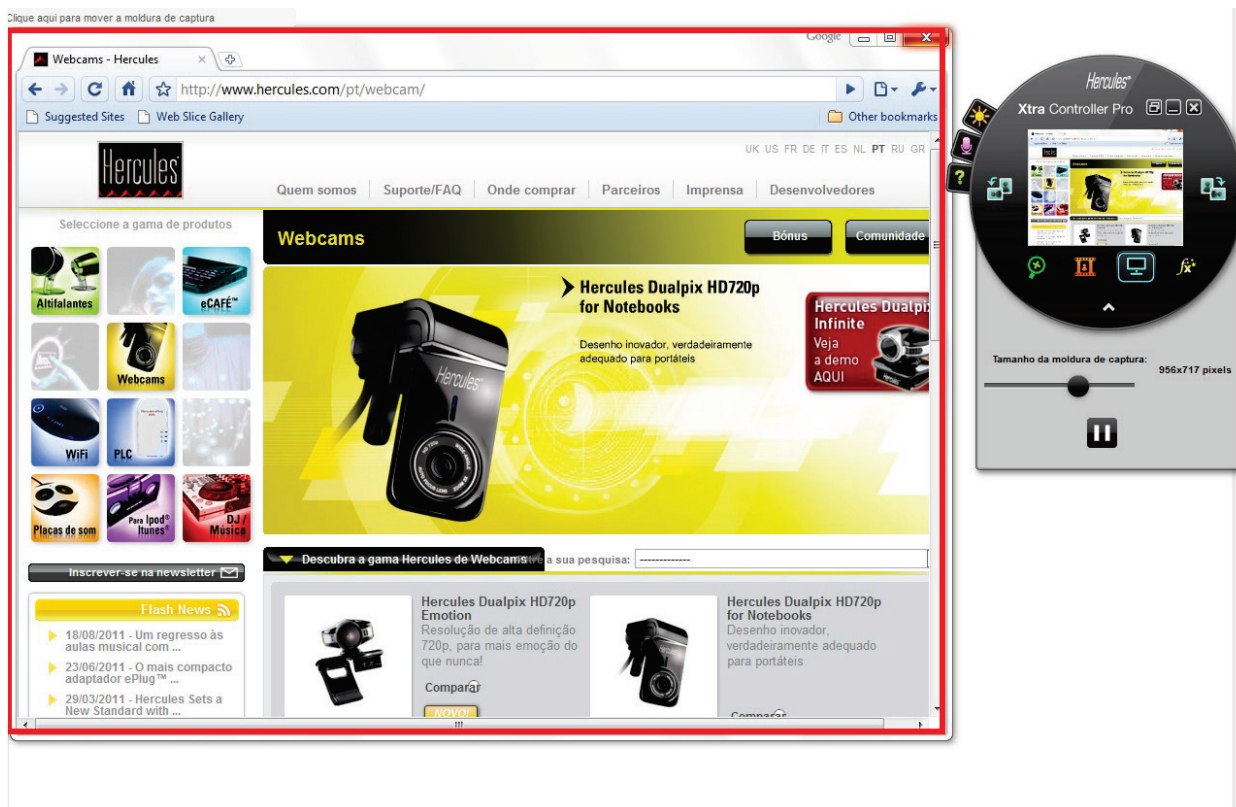 Clique aqui para mover a moldura de captura
Google
Webcams - Hercules
http://www.hercules.com/pt/webcam/
Suggested Sites
Web Slice Gallery
Other bookmarks
Hercules
UK US FR DE IT ES NL PT RU GR
Quem somos
Suporte/FAQ
Onde comprar
Parceiros
Imprensa
Desenvolvedores
Seleccione a gama de produtos
Altifalantes
eCAFÉ™
Webcams
WiFi
PLC
Placas de som
Para Ipod®
Itunes®
DJ /
Músice
Inscrever-se na newsletter
Flash News
18/08/2011 - Um regresso às
aulas musical com ...
23/06/2011 - O mais compacto
adaptador ePlug™ ...
29/03/2011 - Hercules Sets a
New Standard with ...
Webcams
Bónus
Comunidade
Hercules Dualpix HD720p
for Notebooks
Desenho inovador, verdadeiramente
adequado para portáteis
Hercules
HD 720p
Hercules Dualpi
Infinite
Veja
a demo
AQUI
Descubra a gama Hercules de Webcams
a sua pesquisa:
-------------
Hercules Dualpix HD720p
Emotion
Resolução de alta definição
720p, para mais emoção do
que nunca!
Comparar
NOVO!
Hercules Dualpix HD720p
for Notebooks
Desenho inovador,
verdadeiramente adequado
para portáteis
Comparar
Hercules™
Xtra Controller Pro
?
fx
Tamanho da moldura de captura:
956x717 pixels